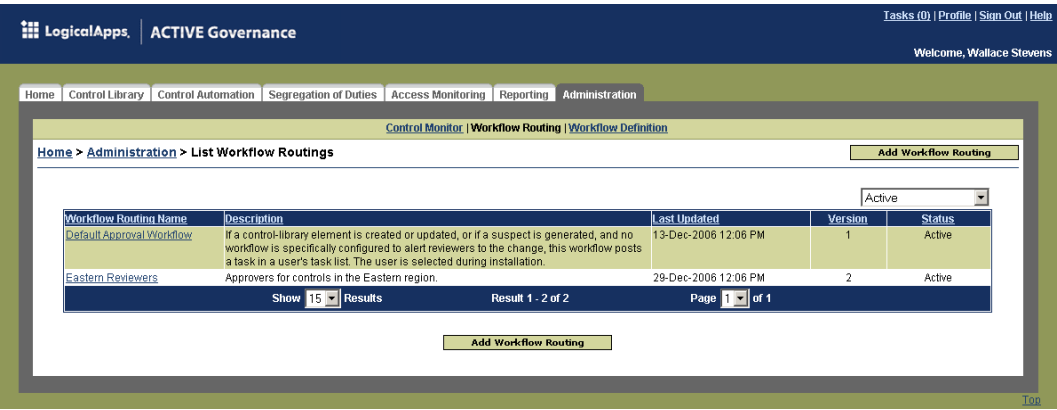 Tasks (0) | Profile | Sign Out | Help
LogicalApps. ACTIVE Governance
Welcome, Wallace Stevens
Home Control Library Control Automation Segregation of Duties Access Monitoring Reporting Administration
Control Monitor | Workflow Routing | Workflow Definition
Home > Administration > List Workflow Routings Add Workflow Routing
Active
Workflow Routing Name Description Last Updated Version Status
Default Approval Workflow If a control-library element is created or updated, or if a suspect is generated, and no 13-Dec-2006 12:06 PM 1 Active
workflow is specifically configured to alert reviewers to the change, this workflow posts
a task in a user's task list. The user is selected during installation.
Eastern Reviewers Approvers for controls in the Eastern region. 29-Dec-2006 12:06 PM 2 Active
Show 15 Results Result 1 - 2 of 2 Page 1 of 1
Add Workflow Routing
Top